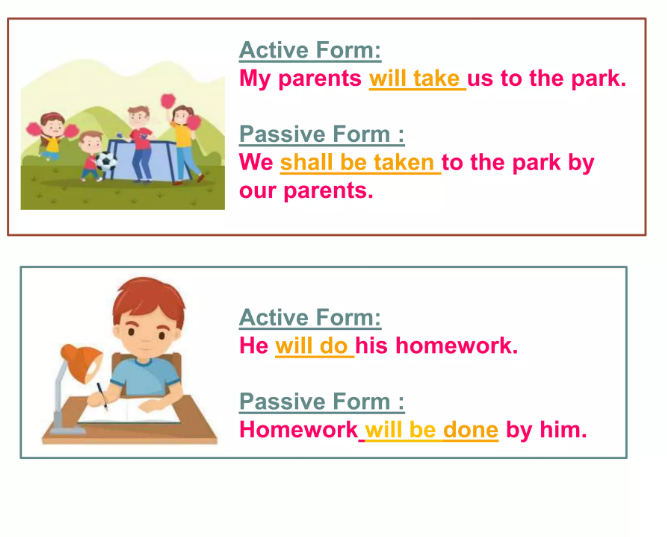 Active Form:
My parents will take us to the park.
Passive Form :
We shall be taken to the park by
our parents.
Active Form:
He will do his homework.
Passive Form :
Homework will be done by him.